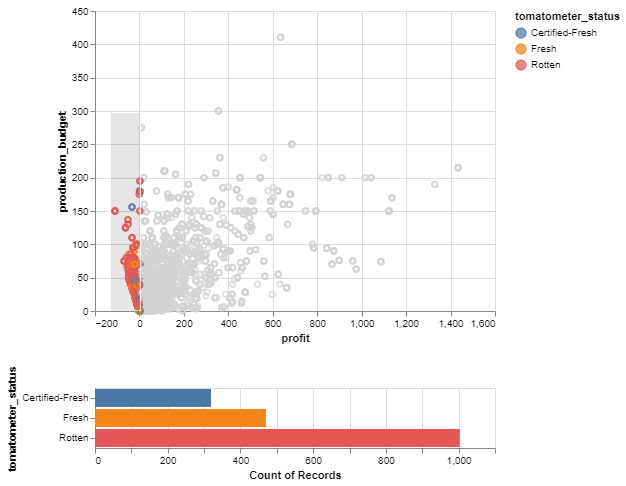 tomatometer_status
Certified-Fresh
Fresh
Rotten
450
400
350
300
250
200
150
100
50
0
production_budget
−200 0 200 400 600 800 1,000 1,200 1,400 1,600
profit
tomatometer_status
Certified-Fresh
Fresh
Rotten
0 200 400 600 800 1,000
Count of Records